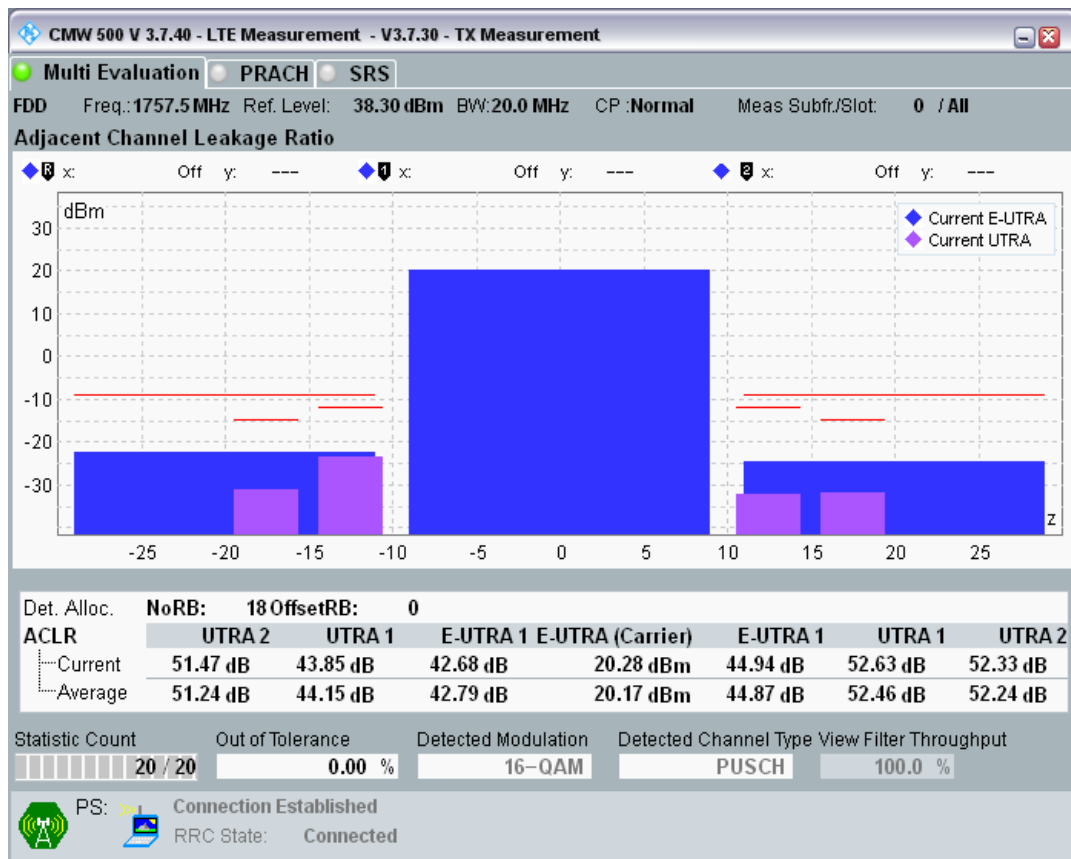 CMW 500 V 3.7.40 - LTE Measurement - V3.7.30 - TX Measurement
Multi Evaluation PRACH SRS
FDD Freq.:1757.5 MHz Ref. Level: 38.30 dBm BW:20.0 MHz CP :Normal Meas Subfr./Slot: 0 / All
Adjacent Channel Leakage Ratio
R x: Off y: --- 1 x: Off y: --- 2 x: Off y: ---
dBm
Current E-UTRA
Current UTRA
30
20
10
0
-10
-20
-30
z
-25 -20 -15 -10 -5 0 5 10 15 20 25
Det. Alloc. NoRB: 18 OffsetRB: 0
ACLR UTRA 2 UTRA 1 E-UTRA 1 E-UTRA (Carrier) E-UTRA 1 UTRA 1 UTRA 2
Current 51.47 dB 43.85 dB 42.68 dB 20.28 dBm 44.94 dB 52.63 dB 52.33 dB
Average 51.24 dB 44.15 dB 42.79 dB 20.17 dBm 44.87 dB 52.46 dB 52.24 dB
Statistic Count Out of Tolerance Detected Modulation Detected Channel Type View Filter Throughput
20 / 20 0.00 % 16-QAM PUSCH 100.0 %
PS: Connection Established
RRC State: Connected